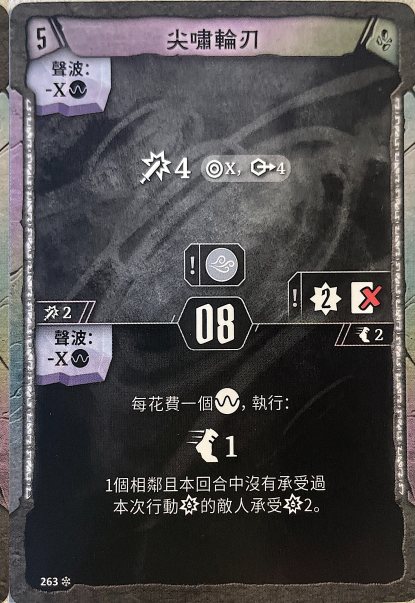 5 尖嘯輪刃
聲波:
-X
4 X, 4
!
! 2
2 08 2
聲波:
-X
每花費一個, 執行:
1
1個相鄰且本回合中沒有承受過
本次行動的敵人承受2。
263